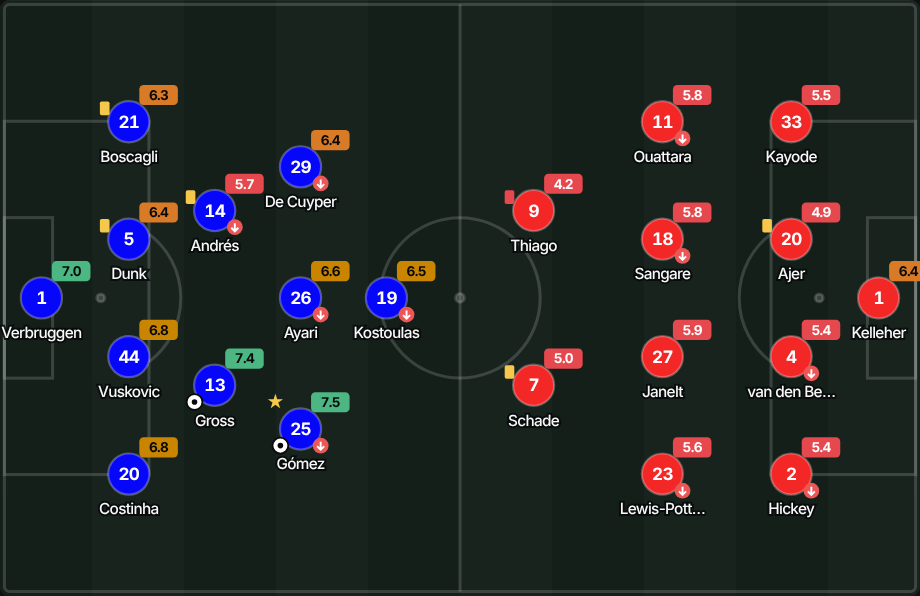 6.3
21
Boscagli
6.4
29
De Cuyper
5.7
14
Andrés
6.4
5
Dunk
7.0
1
Verbruggen
6.6
26
Ayari
6.5
19
Kostoulas
6.8
44
Vuskovic
7.4
13
Gross
7.5
25
Gómez
6.8
20
Costinha
5.8
11
Ouattara
5.5
33
Kayode
4.2
9
Thiago
5.8
18
Sangare
4.9
20
Ajer
6.4
1
Kelleher
5.9
27
Janelt
5.4
4
van den Be...
5.0
7
Schade
5.6
23
Lewis-Pott...
5.4
2
Hickey